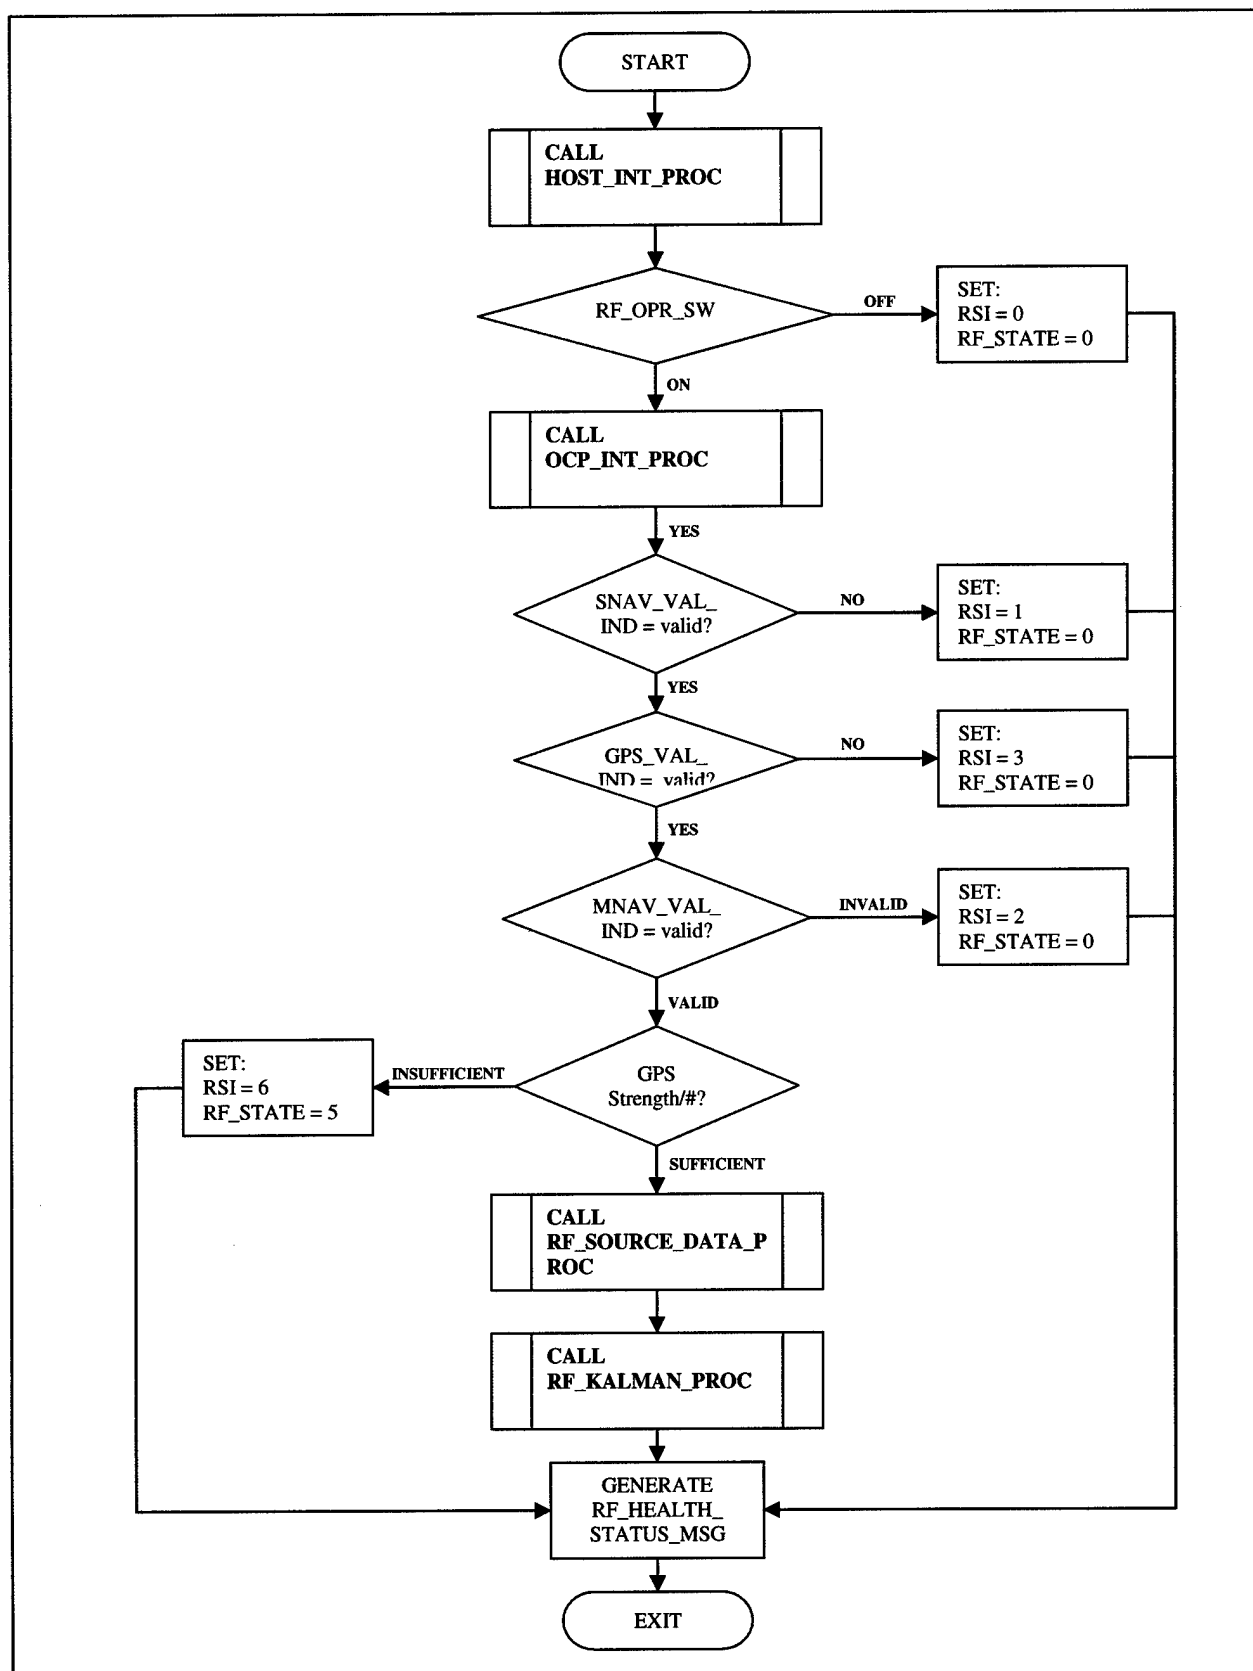 START
CALL
HOST_INT_PROC
RF_OPR_SW
OFF
SET:
RSI = 0
RF_STATE = 0
ON
CALL
OCP_INT_PROC
YES
SNAV_VAL_
IND = valid?
NO
SET:
RSI = 1
RF_STATE = 0
YES
GPS_VAL_
IND = valid?
NO
SET:
RSI = 3
RF_STATE = 0
YES
MNAV_VAL_
IND = valid?
INVALID
SET:
RSI = 2
RF_STATE = 0
VALID
GPS
Strength/#?
INSUFFICIENT
SET:
RSI = 6
RF_STATE = 5
SUFFICIENT
CALL
RF_SOURCE_DATA_P
ROC
CALL
RF_KALMAN_PROC
GENERATE
RF_HEALTH_
STATUS_MSG
EXIT